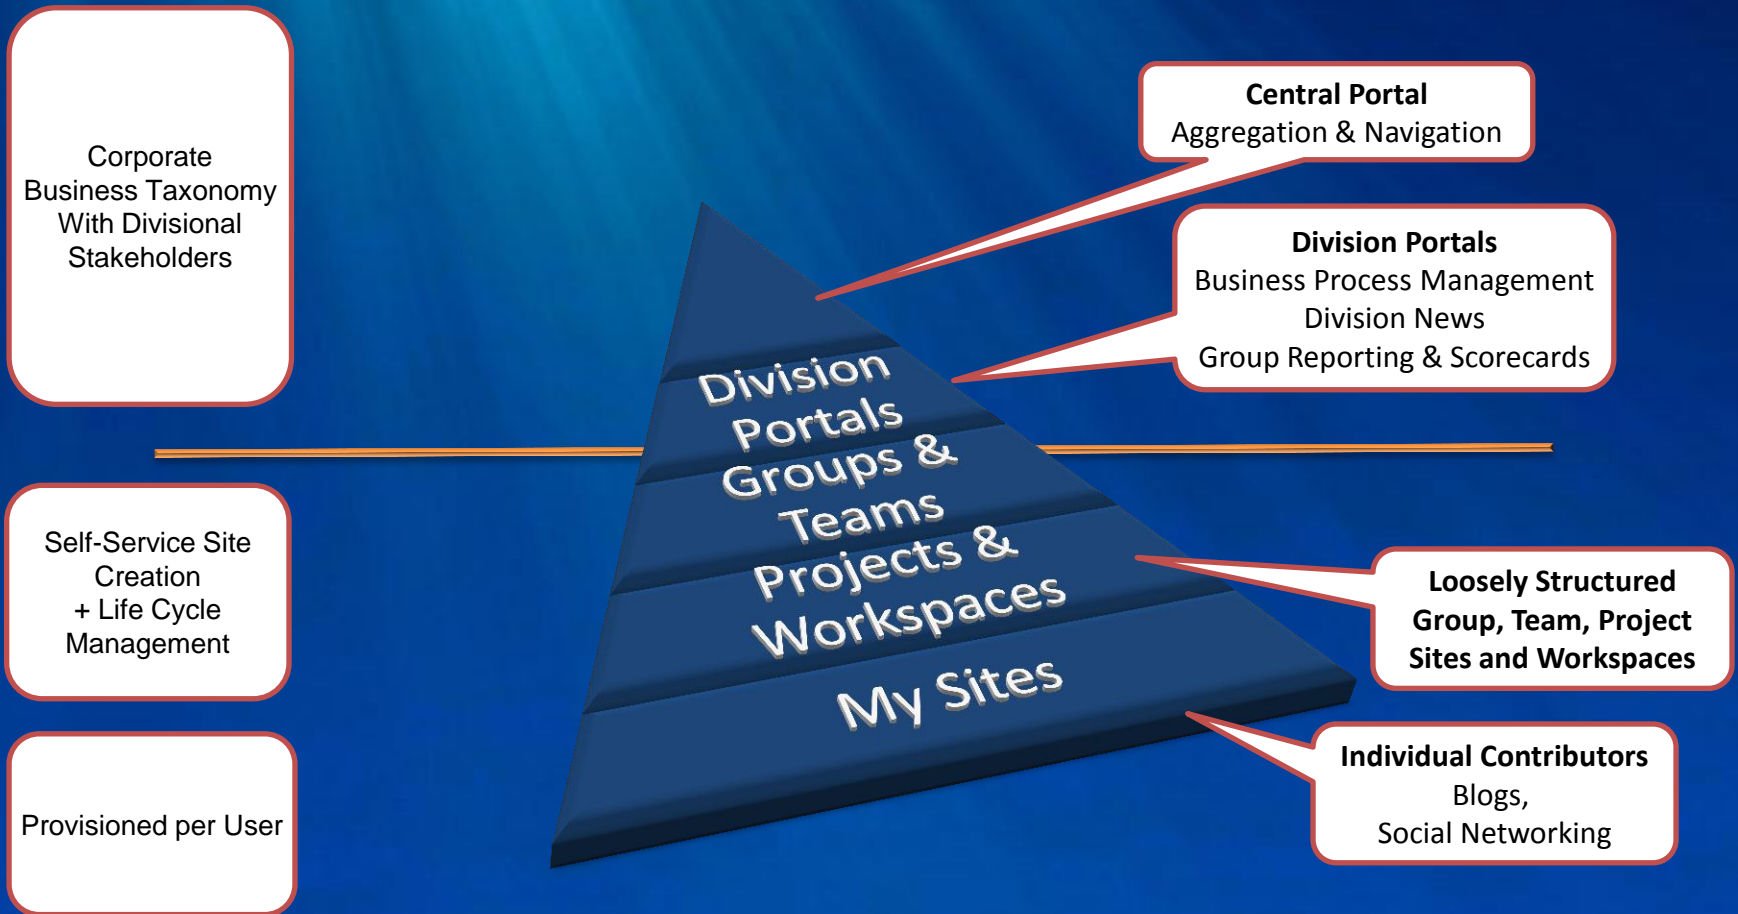 Corporate
Business Taxonomy
With Divisional
Stakeholders
Self-Service Site
Creation
+ Life Cycle
Management
Provisioned per User
Division
Portals
Groups &
Teams
Projects &
Workspaces
My Sites
Central Portal
Aggregation & Navigation
Division Portals
Business Process Management
Division News
Group Reporting & Scorecards
Loosely Structured
Group, Team, Project
Sites and Workspaces
Individual Contributors
Blogs,
Social Networking